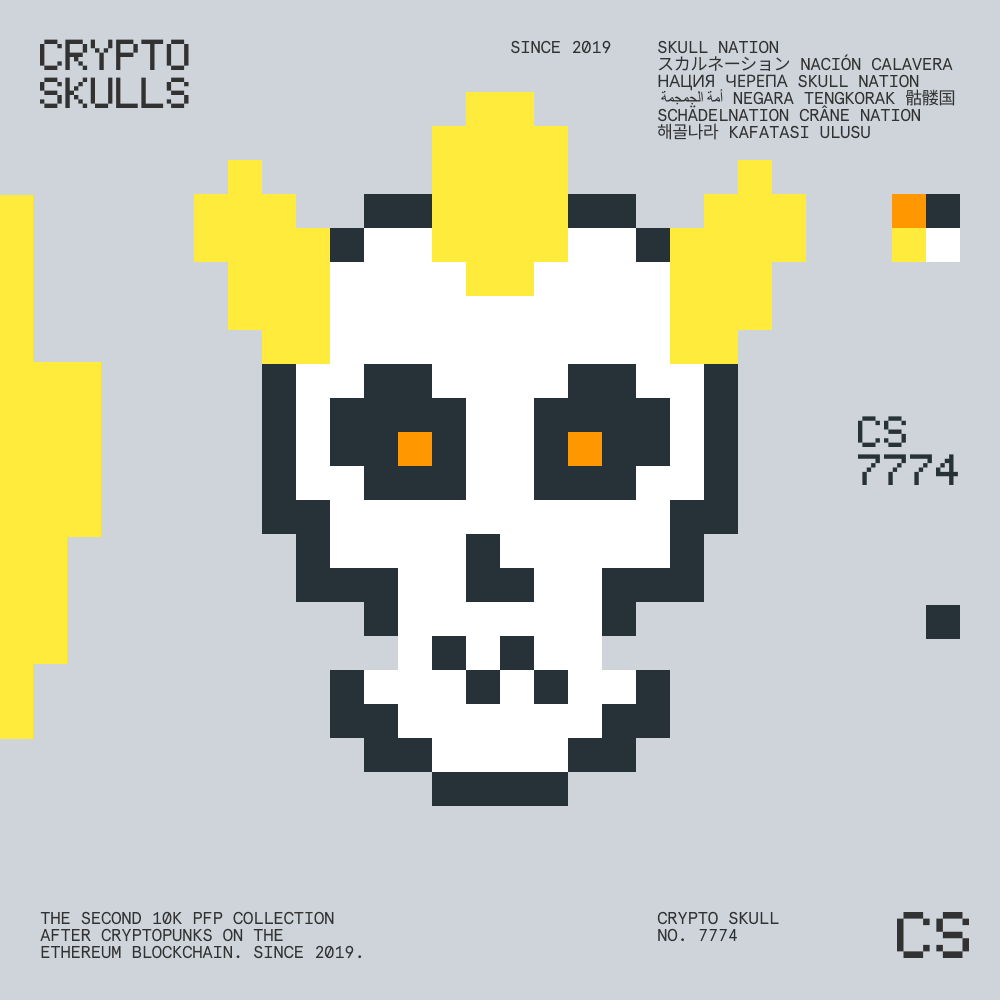 CRYPTO
SKULLS
SINCE 2019
SKULL NATION
スカルネーション NACIÓN CALAVERA
НАЦИЯ ЧЕРЕПА SKULL NATION
أمة الجمجمة NEGARA TENGKORAK 骷髅国
SCHÄDELNATION CRÂNE NATION
해골나라 KAFATASI ULUSU
CS
7774
THE SECOND 10K PFP COLLECTION
AFTER CRYPTOPUNKS ON THE
ETHEREUM BLOCKCHAIN. SINCE 2019.
CRYPTO SKULL
NO. 7774
CS